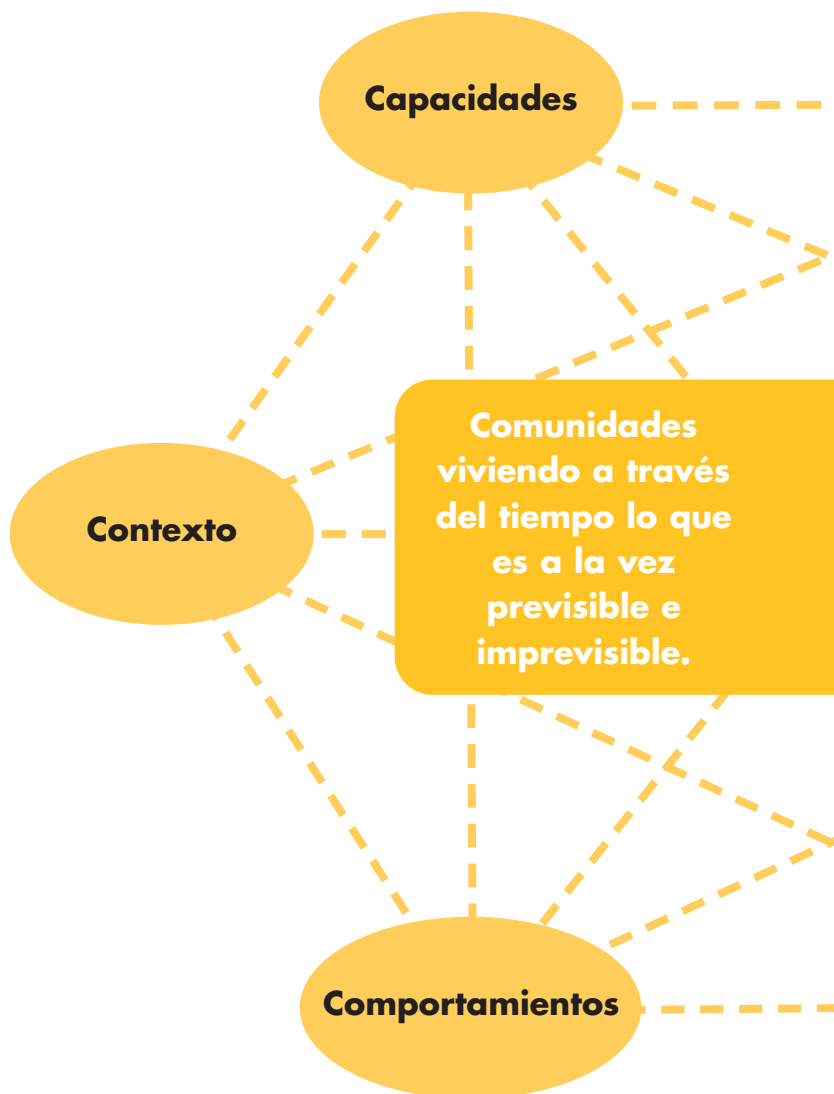 Capacidades
Contexto
Comunidades
viviendo a través
del tiempo lo que
es a la vez
previsible e
imprevisible.
Comportamientos